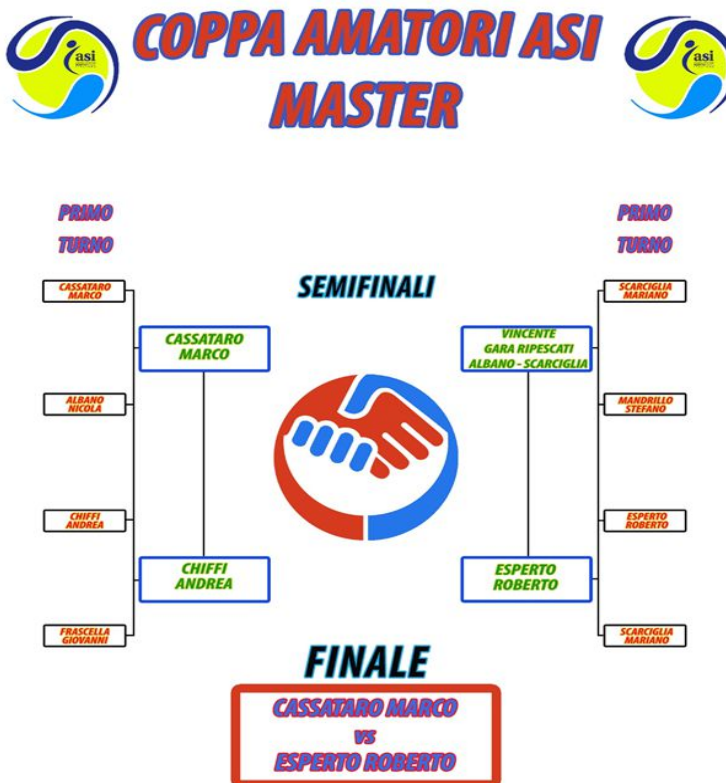 COPPA AMATORI ASI
MASTER
asi
asi
PRIMO
TURNO
PRIMO
TURNO
SEMIFINALI
CASSATARO
MARCO
ALBANO
NICOLA
CHIFFI
ANDREA
FRASCELLA
GIOVANNI
CASSATARO
MARCO
CHIFFI
ANDREA
VINCENTE
GARA RIPESCATI
ALBANO - SCARCIGLIA
ESPERTO
ROBERTO
SCARCIGLIA
MARIANO
MANDRILLO
STEFANO
ESPERTO
ROBERTO
SCARCIGLIA
MARIANO
FINALE
CASSATARO MARCO
vs
ESPERTO ROBERTO